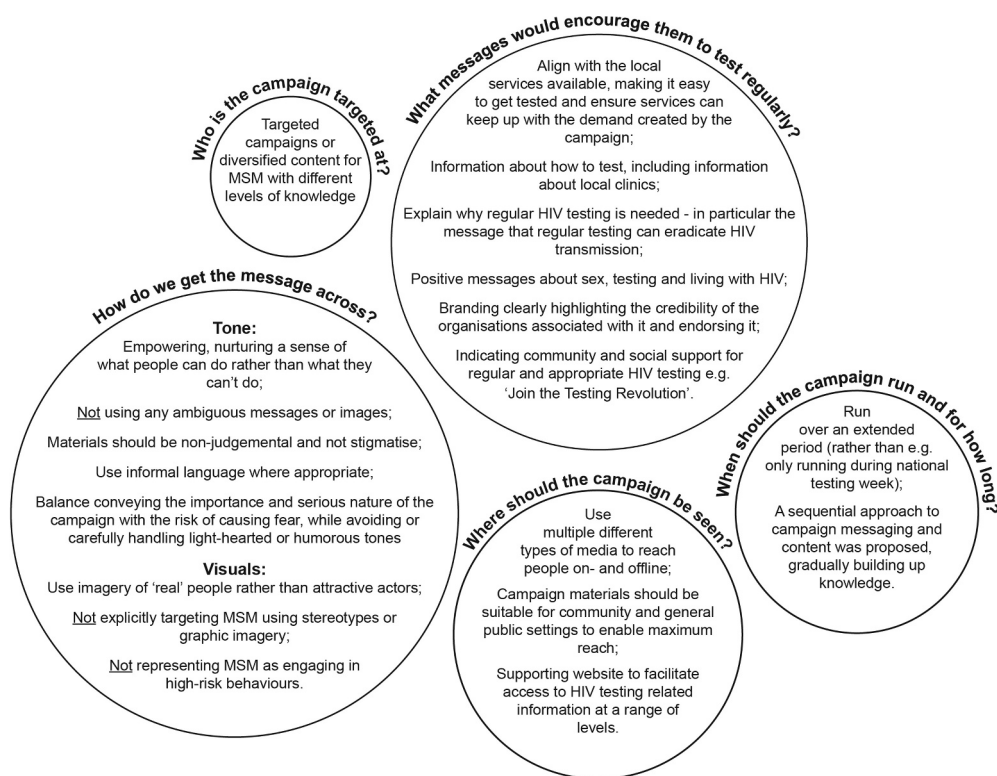 Who is the campaign targeted at?
Targeted
campaigns or
diversified content for
MSM with different
levels of knowledge
What messages would encourage them to test regularly?
Align with the local
services available, making it easy
to get tested and ensure services can
keep up with the demand created by the
campaign;
Information about how to test, including information
about local clinics;
Explain why regular HIV testing is needed - in particular the
message that regular testing can eradicate HIV
transmission;
Positive messages about sex, testing and living with HIV;
Branding clearly highlighting the credibility of the
organisations associated with it and endorsing it;
Indicating community and social support for
regular and appropriate HIV testing e.g.
‘Join the Testing Revolution’.
How do we get the message across?
Tone:
Empowering, nurturing a sense of
what people can do rather than what they
can’t do;
Not using any ambiguous messages or images;
Materials should be non-judgemental and not stigmatise;
Use informal language where appropriate;
Balance conveying the importance and serious nature of the
campaign with the risk of causing fear, while avoiding or
carefully handling light-hearted or humorous tones
Visuals:
Use imagery of ‘real’ people rather than attractive actors;
Not explicitly targeting MSM using stereotypes or
graphic imagery;
Not representing MSM as engaging in
high-risk behaviours.
Where should the campaign be seen?
Use
multiple different
types of media to reach
people on- and offline;
Campaign materials should be
suitable for community and general
public settings to enable maximum
reach;
Supporting website to facilitate
access to HIV testing related
information at a range of
levels.
When should the campaign run and for how long?
Run
over an extended
period (rather than e.g.
only running during national
testing week);
A sequential approach to
campaign messaging and
content was proposed,
gradually building up
knowledge.